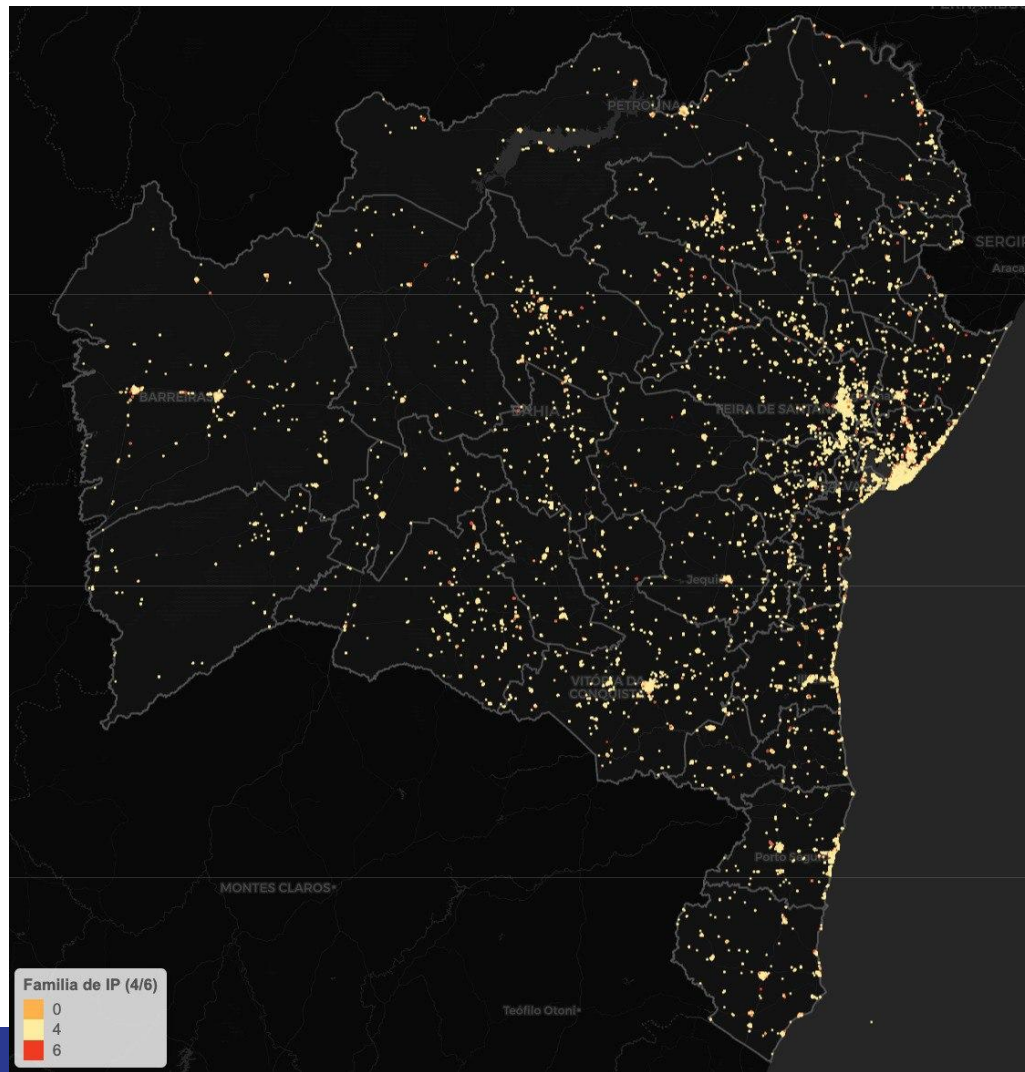 PETROLINA
SERGIP
Araca
BARREIRAS
BAHIA
FEIRA DE SANTANA
Jequié
VITÓRIA DA
CONQUISTA
Porto Seguro
MONTES CLAROS
Teófilo Otoni
Familia de IP (4/6)
0
4
6